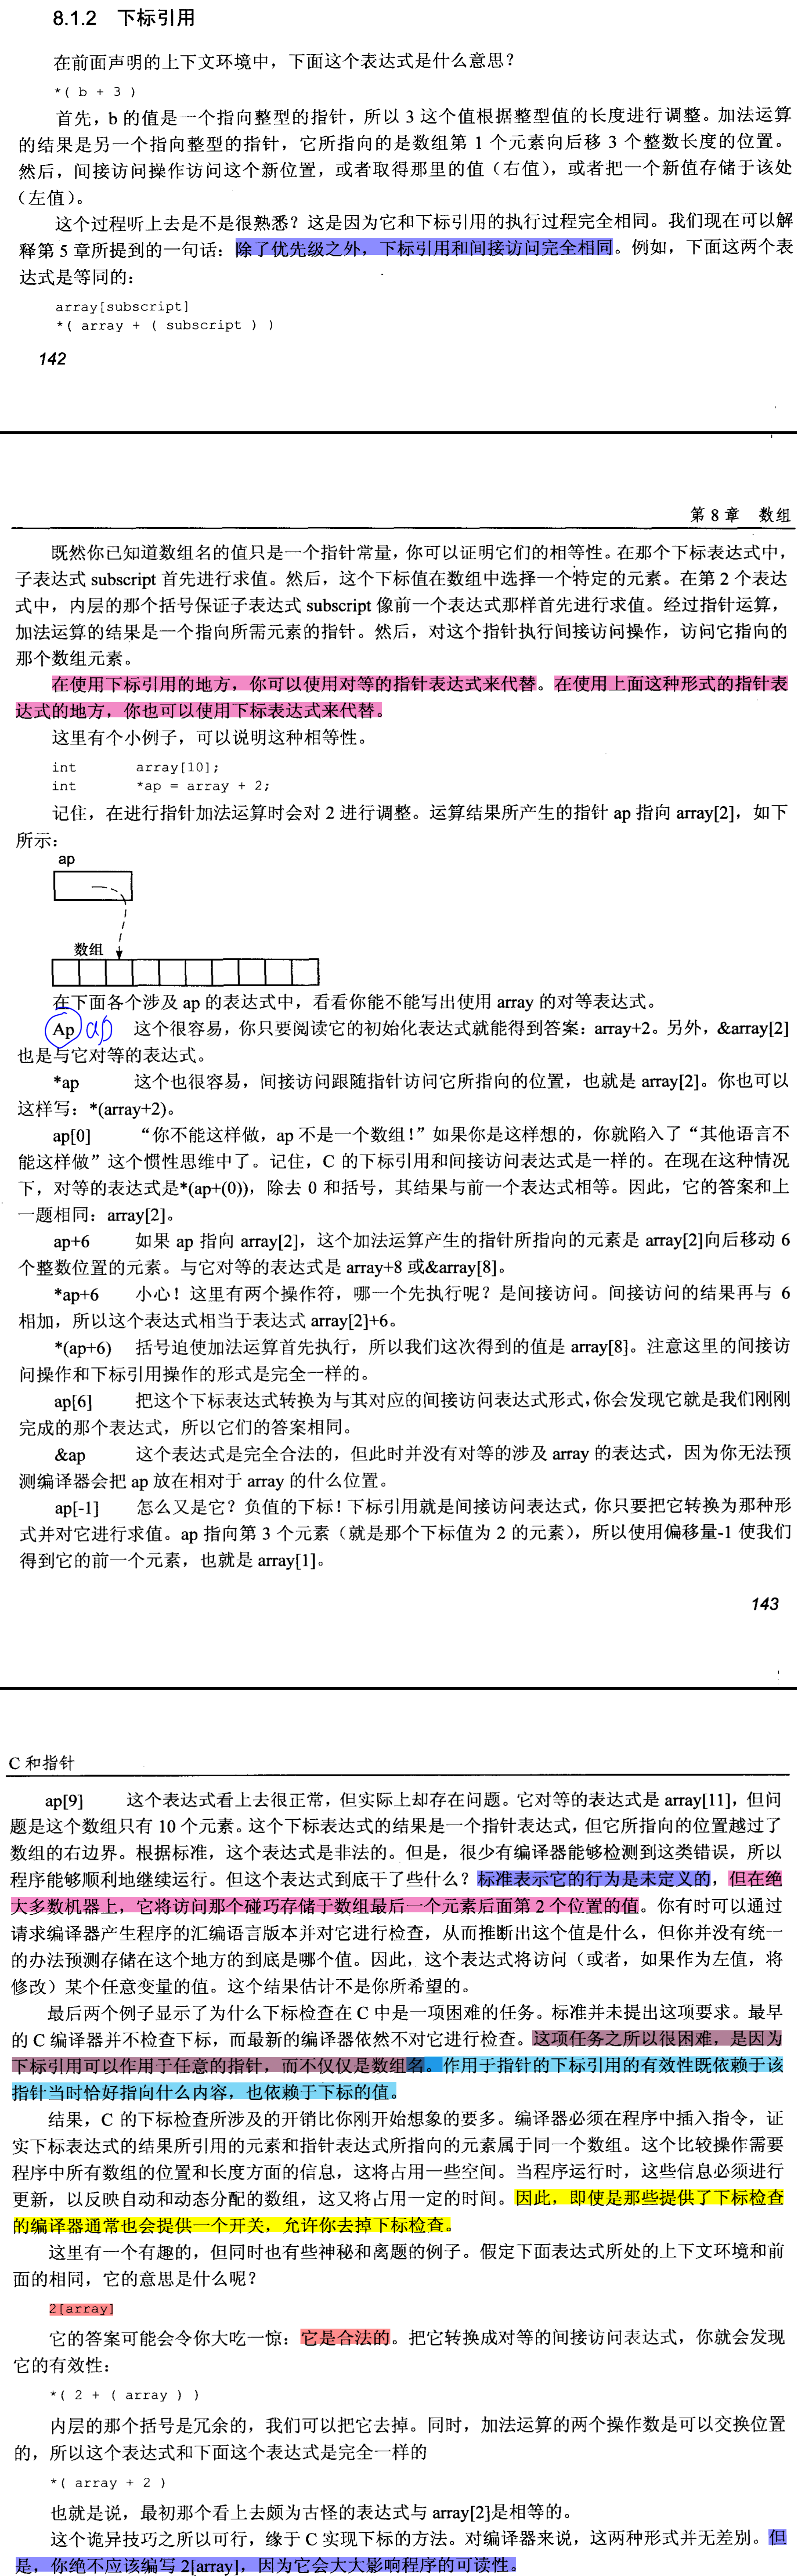 8.1.2 下标引用
在前面声明的上下文环境中，下面这个表达式是什么意思？
*( b + 3 )
首先，b 的值是一个指向整型的指针，所以 3 这个值根据整型值的长度进行调整。加法运算
的结果是另一个指向整型的指针，它所指向的是数组第 1 个元素向后移 3 个整数长度的位置。
然后，间接访问操作访问这个新位置，或者取得那里的值（右值），或者把一个新值存储于该处
（左值）。
这个过程听上去是不是很熟悉？这是因为它和下标引用的执行过程完全相同。我们现在可以解
释第 5 章所提到的一句话：除了优先级之外，下标引用和间接访问完全相同。例如，下面这两个表
达式是等同的：
array[subscript]
*( array + ( subscript ) )
142
第 8 章 数组
既然你已知道数组名的值只是一个指针常量，你可以证明它们的相等性。在那个下标表达式中，
子表达式 subscript 首先进行求值。然后，这个下标值在数组中选择一个特定的元素。在第 2 个表达
式中，内层的那个括号保证子表达式 subscript 像前一个表达式那样首先进行求值。经过指针运算，
加法运算的结果是一个指向所需元素的指针。然后，对这个指针执行间接访问操作，访问它指向的
那个数组元素。
在使用下标引用的地方，你可以使用对等的指针表达式来代替。在使用上面这种形式的指针表
达式的地方，你也可以使用下标表达式来代替。
这里有个小例子，可以说明这种相等性。
int array[10];
int *ap = array + 2;
记住，在进行指针加法运算时会对 2 进行调整。运算结果所产生的指针 ap 指向 array[2]，如下
所示：
ap
数组
在下面各个涉及 ap 的表达式中，看看你能不能写出使用 array 的对等表达式。
Ap ap 这个很容易，你只要阅读它的初始化表达式就能得到答案：array+2。另外，&array[2]
也是与它对等的表达式。
*ap 这个也很容易，间接访问跟随指针访问它所指向的位置，也就是 array[2]。你也可以
这样写：*(array+2)。
ap[0] “你不能这样做，ap 不是一个数组！”如果你是这样想的，你就陷入了“其他语言不
能这样做”这个惯性思维中了。记住，C 的下标引用和间接访问表达式是一样的。在现在这种情况
下，对等的表达式是*(ap+(0))，除去 0 和括号，其结果与前一个表达式相等。因此，它的答案和上
一题相同：array[2]。
ap+6 如果 ap 指向 array[2]，这个加法运算产生的指针所指向的元素是 array[2]向后移动 6
个整数位置的元素。与它对等的表达式是 array+8 或&array[8]。
*ap+6 小心！这里有两个操作符，哪一个先执行呢？是间接访问。间接访问的结果再与 6
相加，所以这个表达式相当于表达式 array[2]+6。
*(ap+6) 括号迫使加法运算首先执行，所以我们这次得到的值是 array[8]。注意这里的间接访
问操作和下标引用操作的形式是完全一样的。
ap[6] 把这个下标表达式转换为与其对应的间接访问表达式形式，你会发现它就是我们刚刚
完成的那个表达式，所以它们的答案相同。
&ap 这个表达式是完全合法的，但此时并没有对等的涉及 array 的表达式，因为你无法预
测编译器会把 ap 放在相对于 array 的什么位置。
ap[-1] 怎么又是它？负值的下标！下标引用就是间接访问表达式，你只要把它转换为那种形
式并对它进行求值。ap 指向第 3 个元素（就是那个下标值为 2 的元素），所以使用偏移量-1 使我们
得到它的前一个元素，也就是 array[1]。
143
C 和指针
ap[9] 这个表达式看上去很正常，但实际上却存在问题。它对等的表达式是 array[11]，但问
题是这个数组只有 10 个元素。这个下标表达式的结果是一个指针表达式，但它所指向的位置越过了
数组的右边界。根据标准，这个表达式是非法的。但是，很少有编译器能够检测到这类错误，所以
程序能够顺利地继续运行。但这个表达式到底干了些什么？标准表示它的行为是未定义的，但在绝
大多数机器上，它将访问那个碰巧存储于数组最后一个元素后面第 2 个位置的值。你有时可以通过
请求编译器产生程序的汇编语言版本并对它进行检查，从而推断出这个值是什么，但你并没有统一
的办法预测存储在这个地方的到底是哪个值。因此，这个表达式将访问（或者，如果作为左值，将
修改）某个任意变量的值。这个结果估计不是你所希望的。
最后两个例子显示了为什么下标检查在 C 中是一项困难的任务。标准并未提出这项要求。最早
的 C 编译器并不检查下标，而最新的编译器依然不对它进行检查。这项任务之所以很困难，是因为
下标引用可以作用于任意的指针，而不仅仅是数组名。作用于指针的下标引用的有效性既依赖于该
指针当时恰好指向什么内容，也依赖于下标的值。
结果，C 的下标检查所涉及的开销比你刚开始想象的要多。编译器必须在程序中插入指令，证
实下标表达式的结果所引用的元素和指针表达式所指向的元素属于同一个数组。这个比较操作需要
程序中所有数组的位置和长度方面的信息，这将占用一些空间。当程序运行时，这些信息必须进行
更新，以反映自动和动态分配的数组，这又将占用一定的时间。因此，即使是那些提供了下标检查
的编译器通常也会提供一个开关，允许你去掉下标检查。
这里有一个有趣的，但同时也有些神秘和离题的例子。假定下面表达式所处的上下文环境和前
面的相同，它的意思是什么呢？
2[array]
它的答案可能会令你大吃一惊：它是合法的。把它转换成对等的间接访问表达式，你就会发现
它的有效性：
*( 2 + ( array ) )
内层的那个括号是冗余的，我们可以把它去掉。同时，加法运算的两个操作数是可以交换位置
的，所以这个表达式和下面这个表达式是完全一样的
*( array + 2 )
也就是说，最初那个看上去颇为古怪的表达式与 array[2]是相等的。
这个诡异技巧之所以可行，缘于 C 实现下标的方法。对编译器来说，这两种形式并无差别。但
是，你绝不应该编写 2[array]，因为它会大大影响程序的可读性。